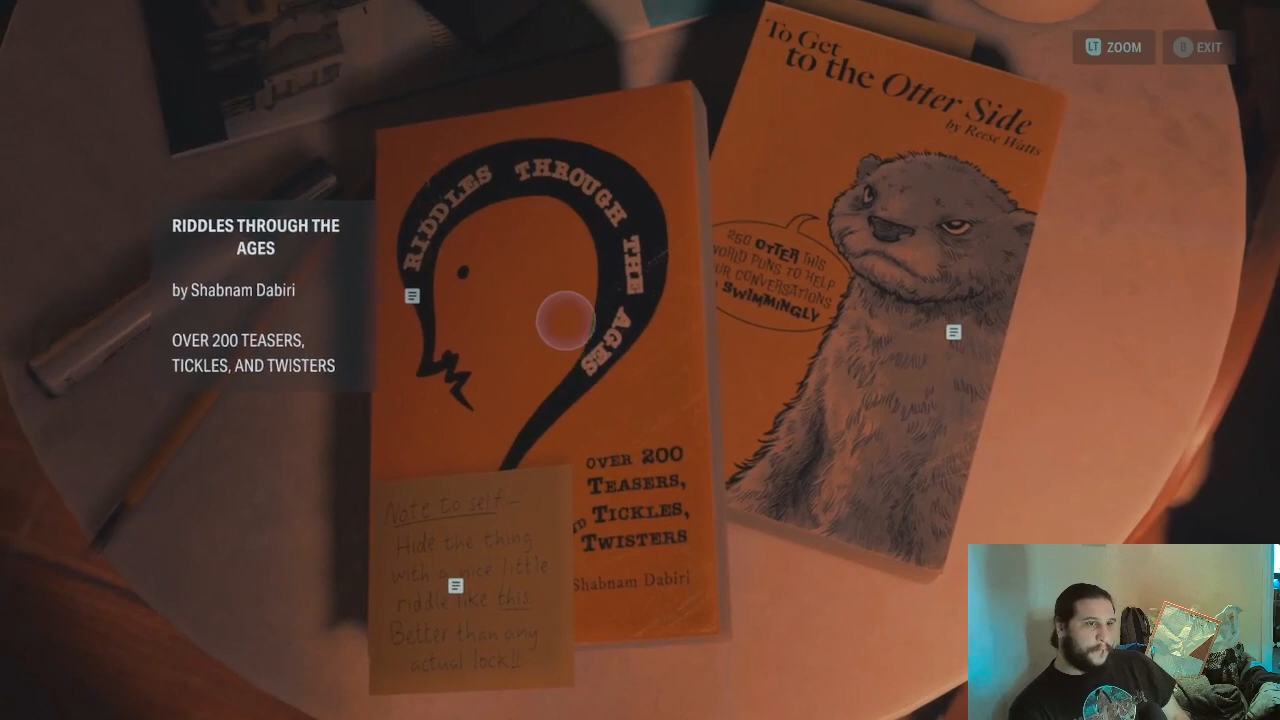 LT ZOOM
B EXIT
To Get
to the Otter Side
by Reese Watts
RIDDLES THROUGH THE AGES
RIDDLES THROUGH THE
AGES
by Shabnam Dabiri
OVER 200 TEASERS,
TICKLES, AND TWISTERS
250 OTTER THIS
WORLD PUNS TO HELP
CONVERSATIONS
SWIMMINGLY
OVER 200
TEASERS,
TICKLES,
TWISTERS
Shabnam Dabiri
Note to self-
Hide the thing
with a nice little
riddle like this.
Better than any
actual lock!!